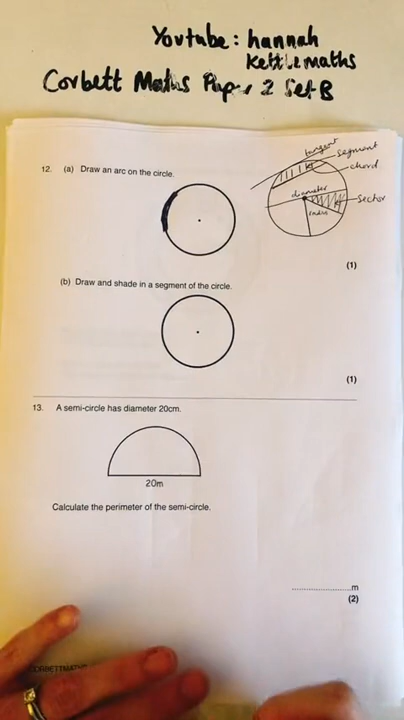 Youtube: hannah
Kettlemaths
Corbett Maths Paper 2 Set B
tangent
segment
chord
diameter
radius
sector
12. (a) Draw an arc on the circle.
(1)
(b) Draw and shade in a segment of the circle.
(1)
13. A semi-circle has diameter 20cm.
20m
Calculate the perimeter of the semi-circle.
....................m
(2)
CORBETTMATHS